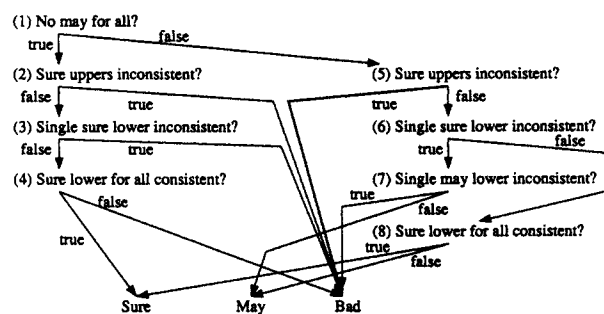 (1) No may for all?
true
false
(2) Sure uppers inconsistent?
(5) Sure uppers inconsistent?
false
true
true
false
(3) Single sure lower inconsistent?
(6) Single sure lower inconsistent?
false
true
true
false
(4) Sure lower for all consistent?
(7) Single may lower inconsistent?
true
false
true
false
(8) Sure lower for all consistent?
true
false
Sure
May
Bad